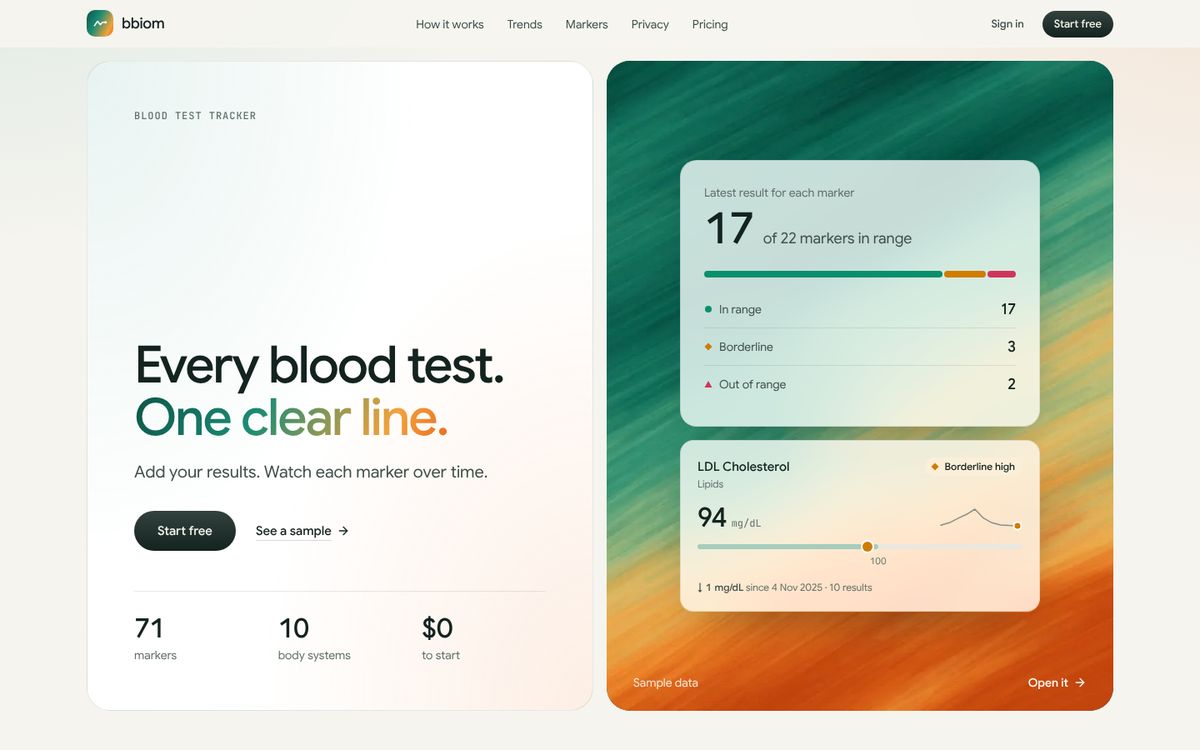 bbiom
How it works
Trends
Markers
Privacy
Pricing
Sign in
Start free
BLOOD TEST TRACKER
Every blood test.
One clear line.
Add your results. Watch each marker over time.
Start free
See a sample →
71
markers
10
body systems
$0
to start
Latest result for each marker
17 of 22 markers in range
In range 17
Borderline 3
Out of range 2
LDL Cholesterol
Borderline high
Lipids
94 mg/dL
100
↓ 1 mg/dL since 4 Nov 2025 · 10 results
Sample data
Open it →